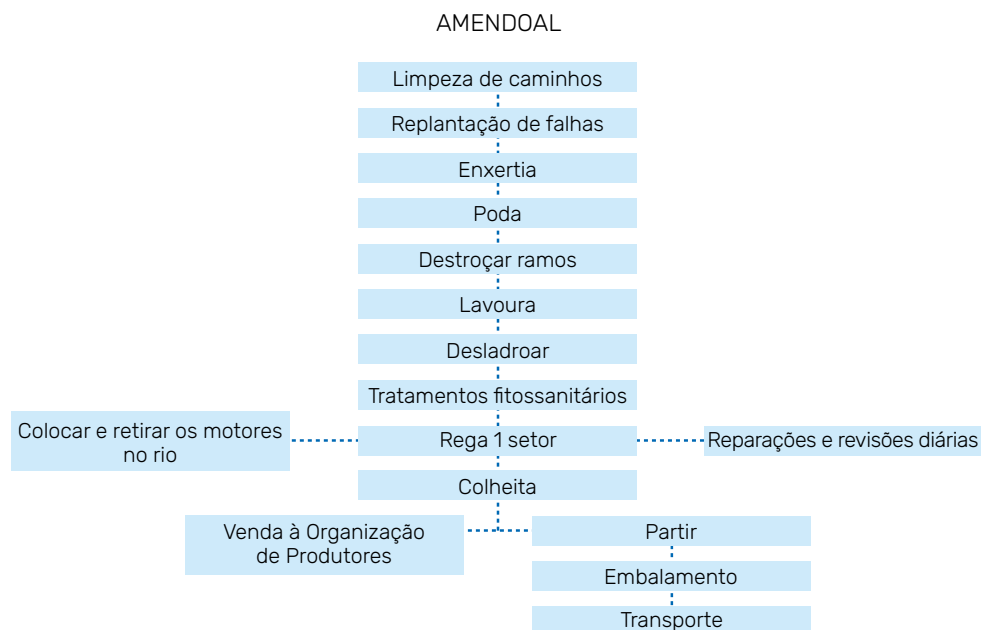 AMENDOAL
Limpeza de caminhos
Replantação de falhas
Enxertia
Poda
Destroçar ramos
Lavoura
Desladroar
Tratamentos fitossanitários
Colocar e retirar os motores
no rio
Rega 1 setor
Reparações e revisões diárias
Colheita
Venda à Organização
de Produtores
Partir
Embalamento
Transporte